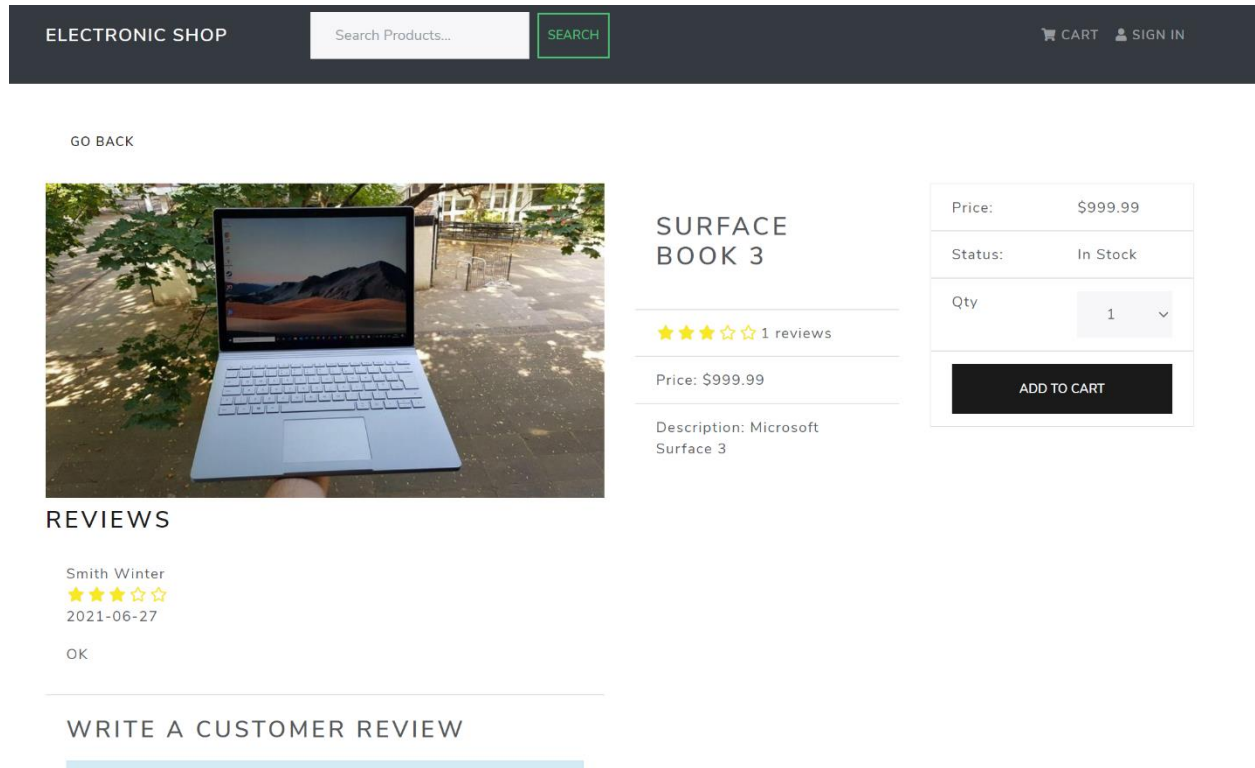 ELECTRONIC SHOP
Search Products...
SEARCH
CART
SIGN IN
GO BACK
SURFACE
BOOK 3
1 reviews
Price: $999.99
Description: Microsoft
Surface 3
Price: $999.99
Status: In Stock
Qty 1
ADD TO CART
REVIEWS
Smith Winter
2021-06-27
OK
WRITE A CUSTOMER REVIEW